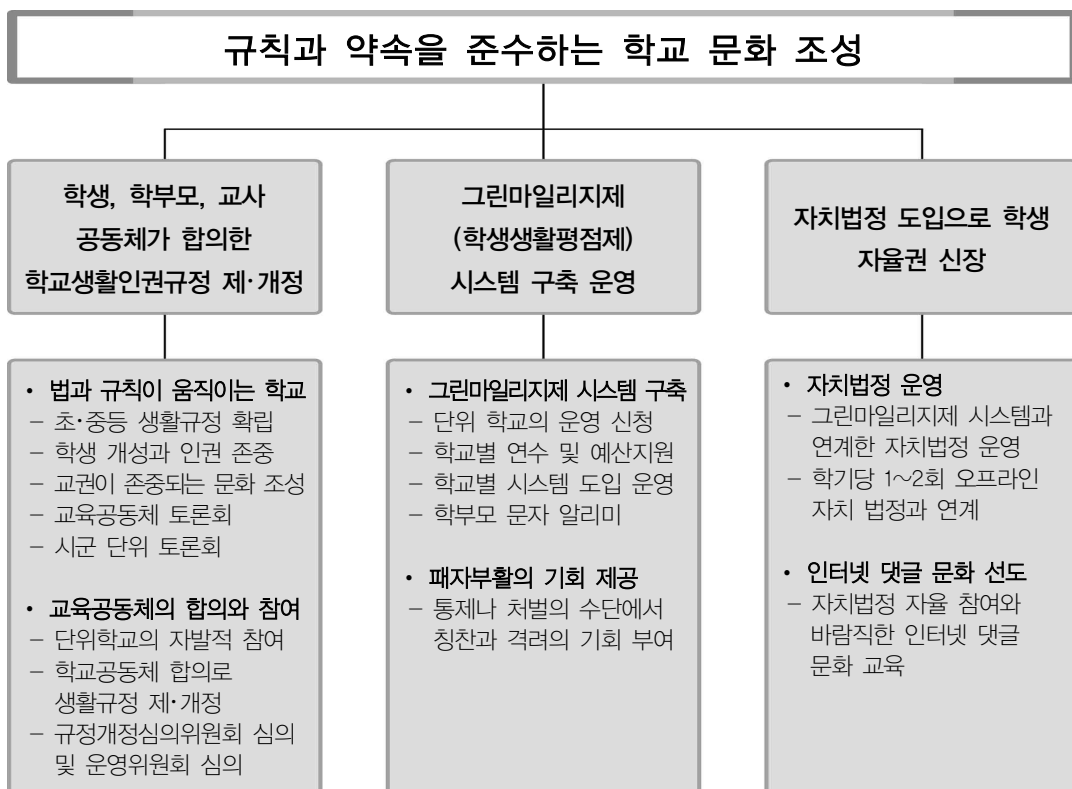 규칙과 약속을 준수하는 학교 문화 조성
학생, 학부모, 교사
공동체가 합의한
학교생활인권규정 제·개정
• 법과 규칙이 움직이는 학교
– 초·중등 생활규정 확립
– 학생 개성과 인권 존중
– 교권이 존중되는 문화 조성
– 교육공동체 토론회
– 시군 단위 토론회
• 교육공동체의 합의와 참여
– 단위학교의 자발적 참여
– 학교공동체 합의로
생활규정 제·개정
– 규정개정심의위원회 심의
및 운영위원회 심의
그린마일리지제
(학생생활평점제)
시스템 구축 운영
• 그린마일리지제 시스템 구축
– 단위 학교의 운영 신청
– 학교별 연수 및 예산지원
– 학교별 시스템 도입 운영
– 학부모 문자 알리미
• 패자부활의 기회 제공
– 통제나 처벌의 수단에서
칭찬과 격려의 기회 부여
자치법정 도입으로 학생
자율권 신장
• 자치법정 운영
– 그린마일리지제 시스템과
연계한 자치법정 운영
– 학기당 1~2회 오프라인
자치 법정과 연계
• 인터넷 댓글 문화 선도
– 자치법정 자율 참여와
바람직한 인터넷 댓글
문화 교육